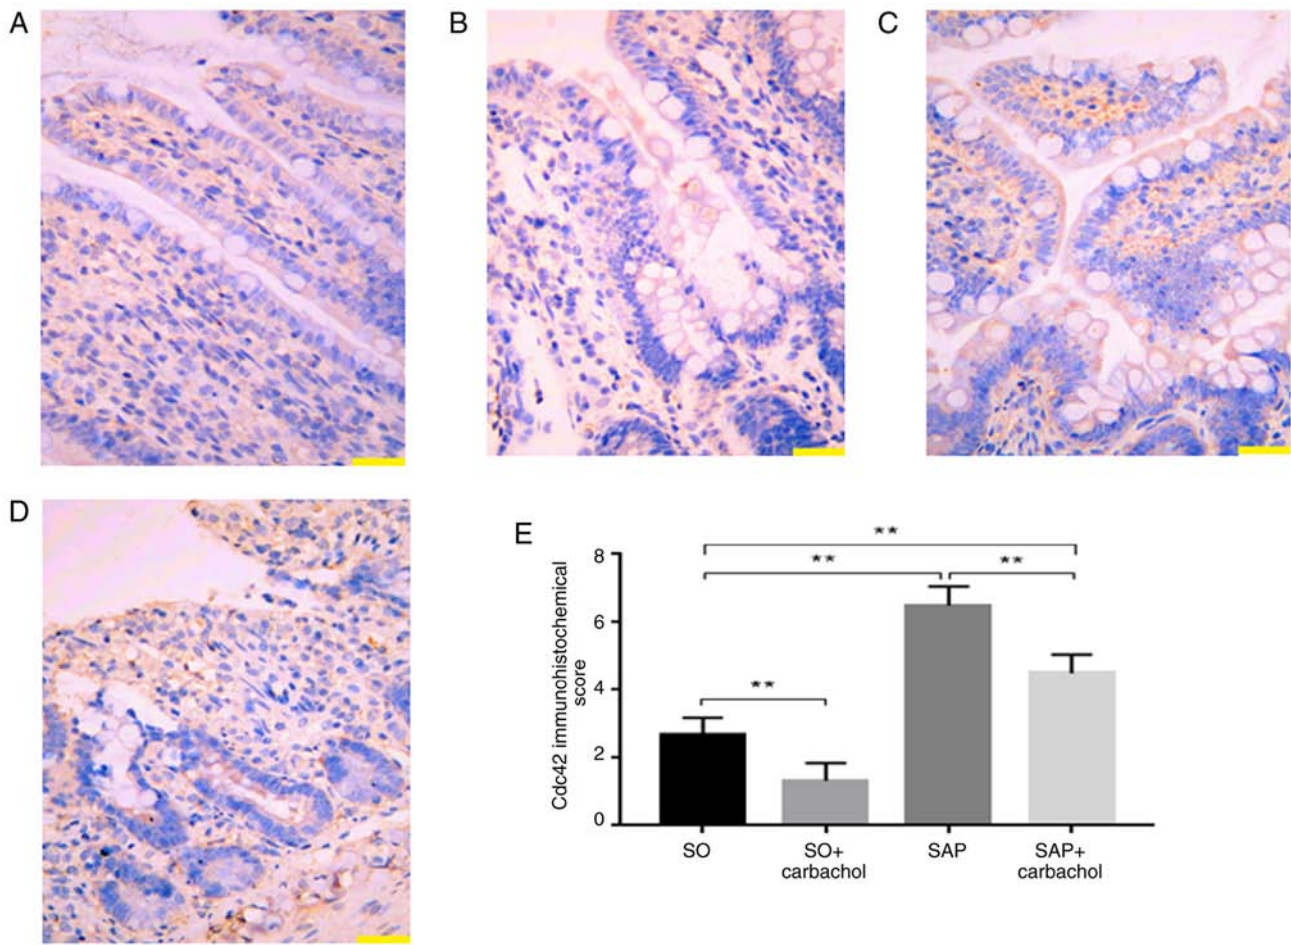 A
B
C
D
E
**
**
**
**
8
6
4
2
0
Cdc42 immunohistochemical
score
SO
SO+
carbachol
SAP
SAP+
carbachol